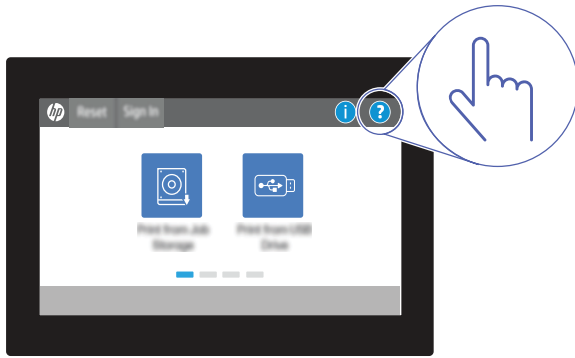 hp Reset Sign In i ?
Print from Job Print from USB
Storage Drive